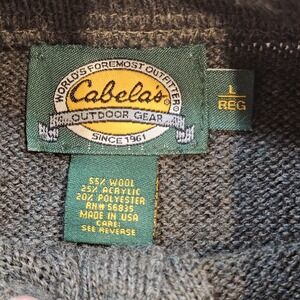 WORLD'S FOREMOST OUTFITTER®
Cabela's®
OUTDOOR GEAR
SINCE 1961
L
REG
55% WOOL
25% ACRYLIC
20% POLYESTER
RN# 56835
MADE IN USA
CARE:
SEE REVERSE